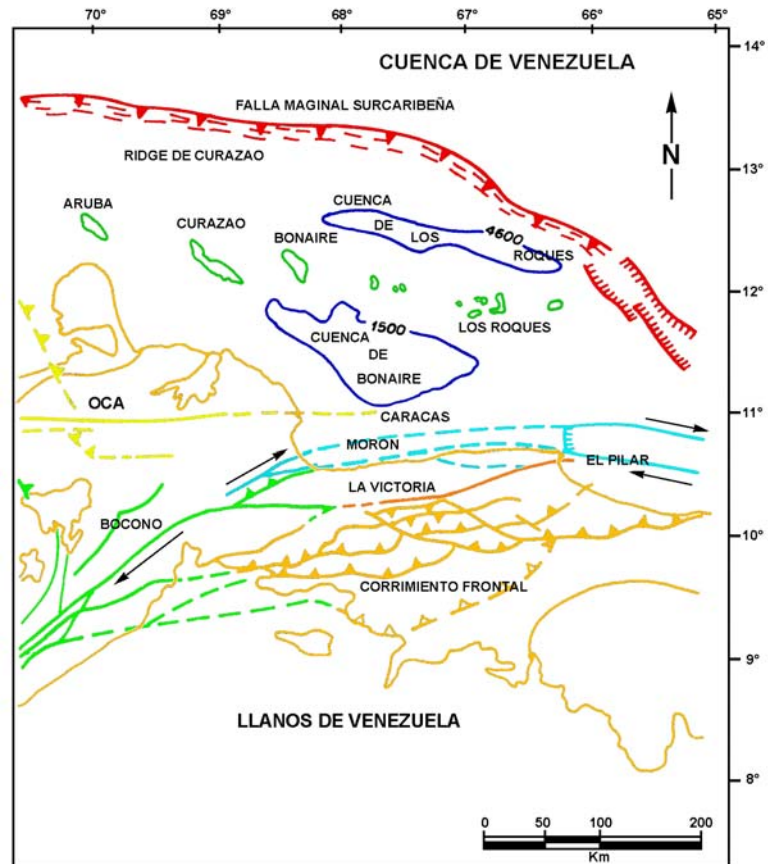 70° 69° 68° 67° 66° 65°
14°
CUENCA DE VENEZUELA
FALLA MAGINAL SURCARIBEÑA
N
RIDGE DE CURAZAO
13°
ARUBA
CURAZAO
BONAIRE
CUENCA
DE LOS
ROQUES
4600
12°
LOS ROQUES
1500
CUENCA
DE
BONAIRE
OCA
11°
CARACAS
MORON
EL PILAR
LA VICTORIA
BOCONO
10°
CORRIMIENTO FRONTAL
9°
LLANOS DE VENEZUELA
8°
0 50 100 200
Km